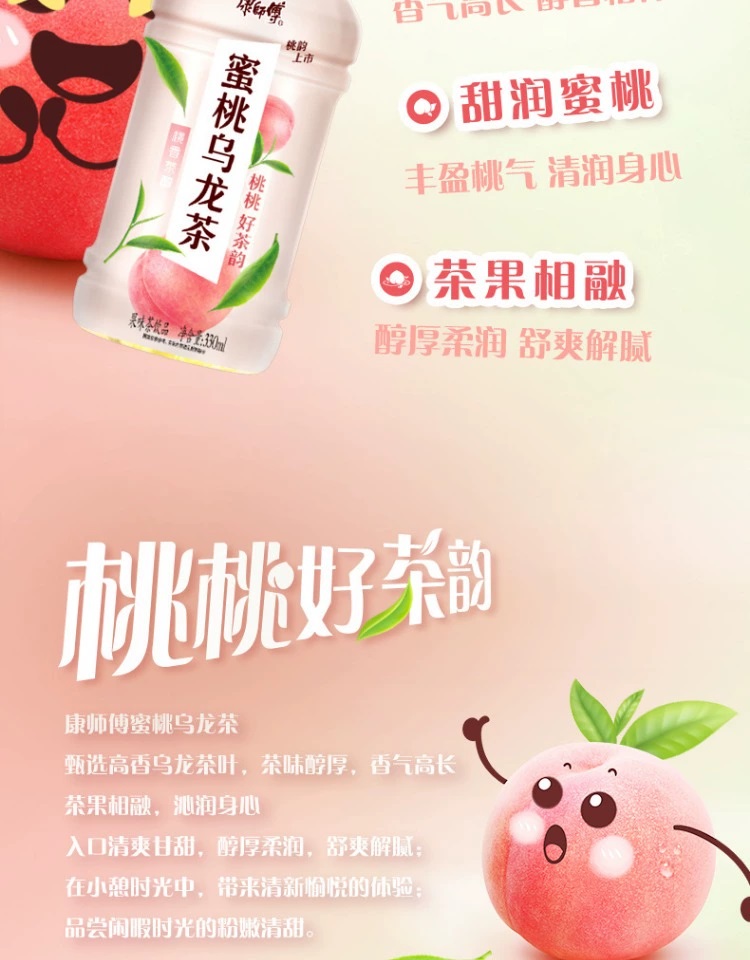 香气高长 醇香
甜润蜜桃
丰盈桃气 清润身心
茶果相融
醇厚柔润 舒爽解腻
康师傅
桃韵
上市
蜜桃乌龙茶
桃桃 好茶韵
果味茶饮品 净含量:330ml
桃桃好茶韵
康师傅蜜桃乌龙茶
甄选高香乌龙茶叶，茶味醇厚，香气高长
茶果相融，沁润身心
入口清爽甘甜，醇厚柔润，舒爽解腻；
在小憩时光中，带来清新愉悦的体验；
品尝闲暇时光的粉嫩清甜。